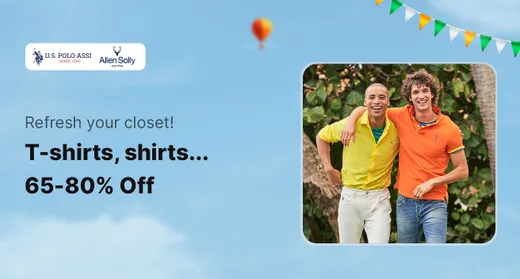 U.S. POLO ASSN
SINCE 1890
Allen Solly
Refresh your closet!
T-shirts, shirts...
65-80% Off